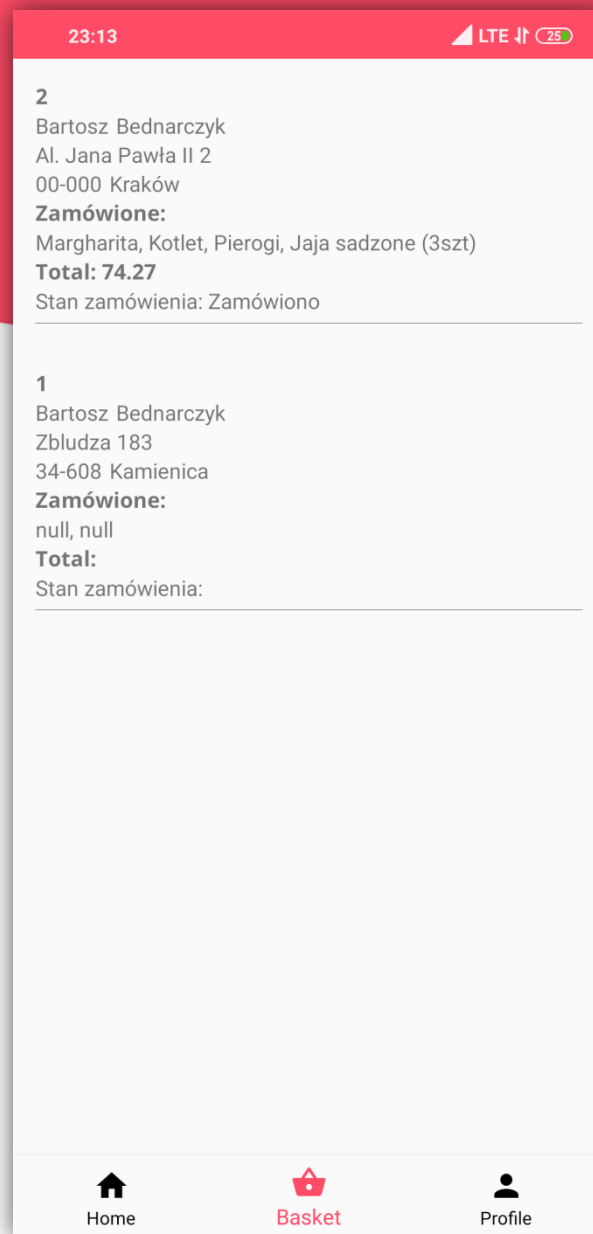 23:13
LTE 25
2
Bartosz Bednarczyk
Al. Jana Pawła II 2
00-000 Kraków
Zamówione:
Margharita, Kotlet, Pierogi, Jaja sadzone (3szt)
Total: 74.27
Stan zamówienia: Zamówiono
1
Bartosz Bednarczyk
Zbludza 183
34-608 Kamienica
Zamówione:
null, null
Total:
Stan zamówienia:
Home
Basket
Profile